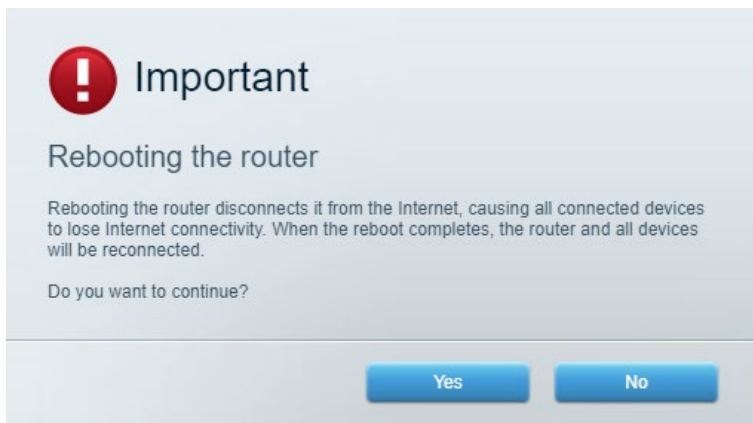 Important
Rebooting the router
Rebooting the router disconnects it from the Internet, causing all connected devices
to lose Internet connectivity. When the reboot completes, the router and all devices
will be reconnected.
Do you want to continue?
Yes
No